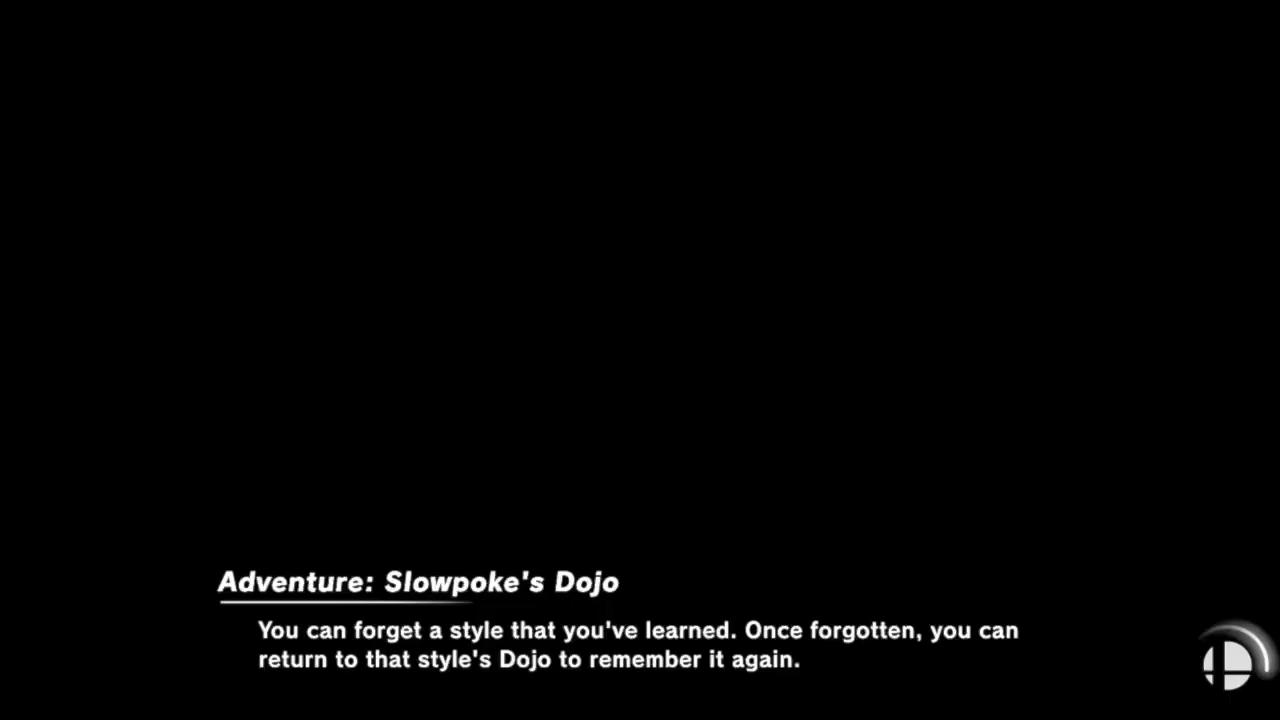 Adventure: Slowpoke's Dojo
You can forget a style that you've learned. Once forgotten, you can
return to that style's Dojo to remember it again.